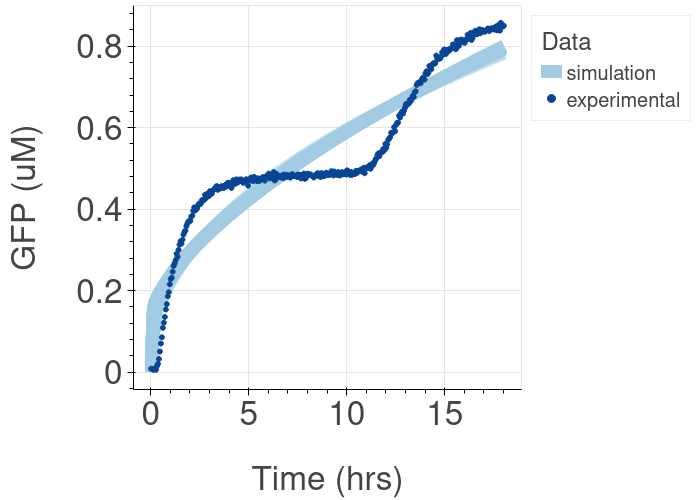 GFP (uM)
0.8
0.6
0.4
0.2
0
0 5 10 15
Time (hrs)
Data
simulation
experimental